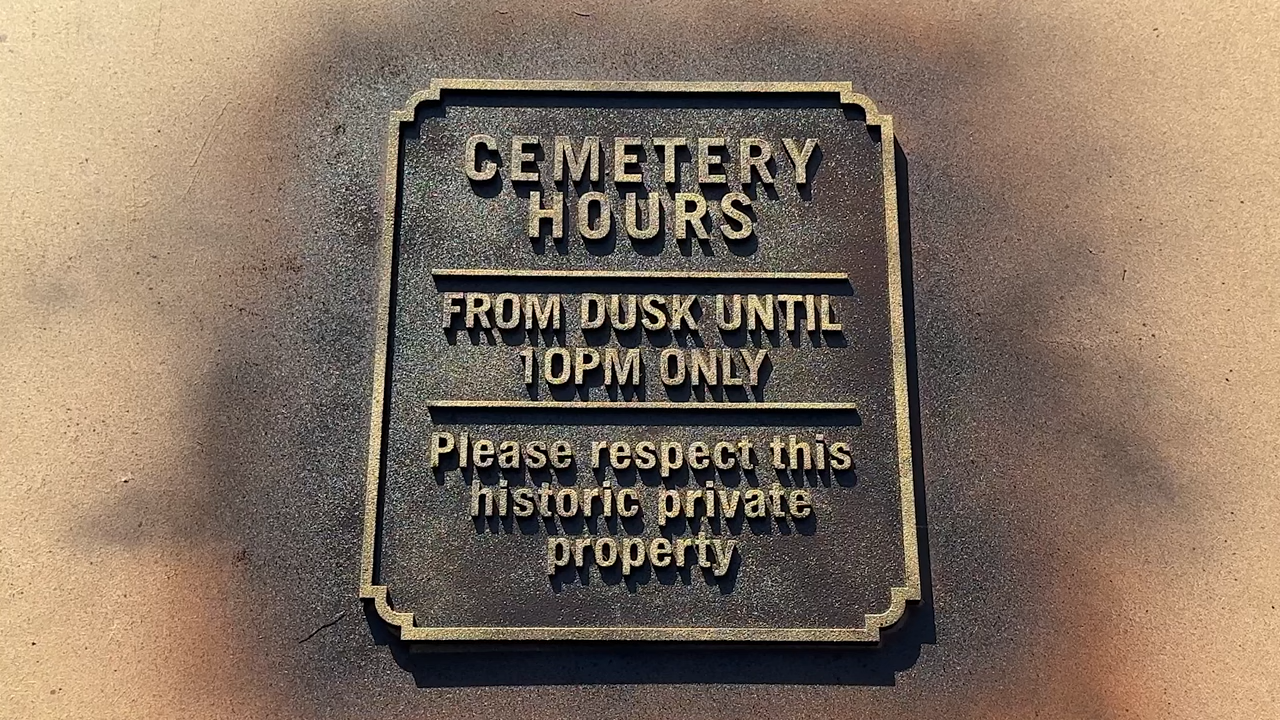 CEMETERY
HOURS
FROM DUSK UNTIL
10PM ONLY
Please respect this
historic private
property